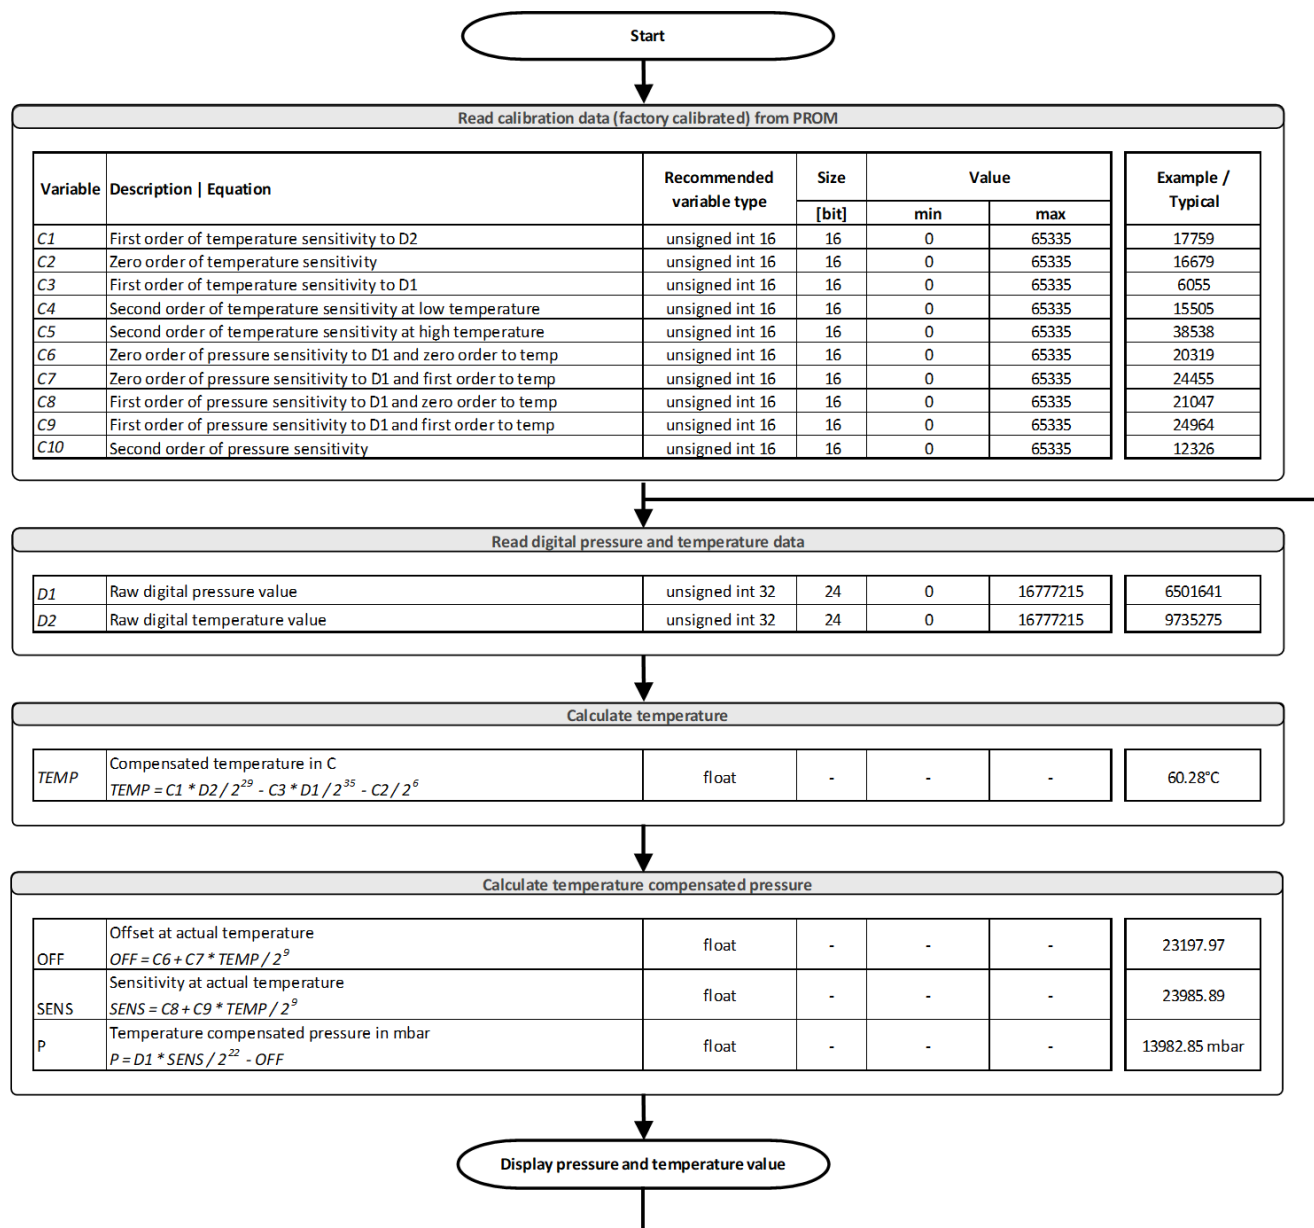 Start
Read calibration data (factory calibrated) from PROM
Variable Description | Equation Recommended variable type Size [bit] Value min max Example / Typical
C1 First order of temperature sensitivity to D2 unsigned int 16 16 0 65335 17759
C2 Zero order of temperature sensitivity unsigned int 16 16 0 65335 16679
C3 First order of temperature sensitivity to D1 unsigned int 16 16 0 65335 6055
C4 Second order of temperature sensitivity at low temperature unsigned int 16 16 0 65335 15505
C5 Second order of temperature sensitivity at high temperature unsigned int 16 16 0 65335 38538
C6 Zero order of pressure sensitivity to D1 and zero order to temp unsigned int 16 16 0 65335 20319
C7 Zero order of pressure sensitivity to D1 and first order to temp unsigned int 16 16 0 65335 24455
C8 First order of pressure sensitivity to D1 and zero order to temp unsigned int 16 16 0 65335 21047
C9 First order of pressure sensitivity to D1 and first order to temp unsigned int 16 16 0 65335 24964
C10 Second order of pressure sensitivity unsigned int 16 16 0 65335 12326
Read digital pressure and temperature data
D1 Raw digital pressure value unsigned int 32 24 0 16777215 6501641
D2 Raw digital temperature value unsigned int 32 24 0 16777215 9735275
Calculate temperature
Compensated temperature in C
TEMP float - - - 60.28°C
TEMP = C1 * D2 / 2^29 - C3 * D1 / 2^35 - C2 / 2^6
Calculate temperature compensated pressure
Offset at actual temperature
float - - - 23197.97
OFF OFF = C6 + C7 * TEMP / 2^9
Sensitivity at actual temperature
float - - - 23985.89
SENS SENS = C8 + C9 * TEMP / 2^9
Temperature compensated pressure in mbar
P float - - - 13982.85 mbar
P = D1 * SENS / 2^22 - OFF
Display pressure and temperature value